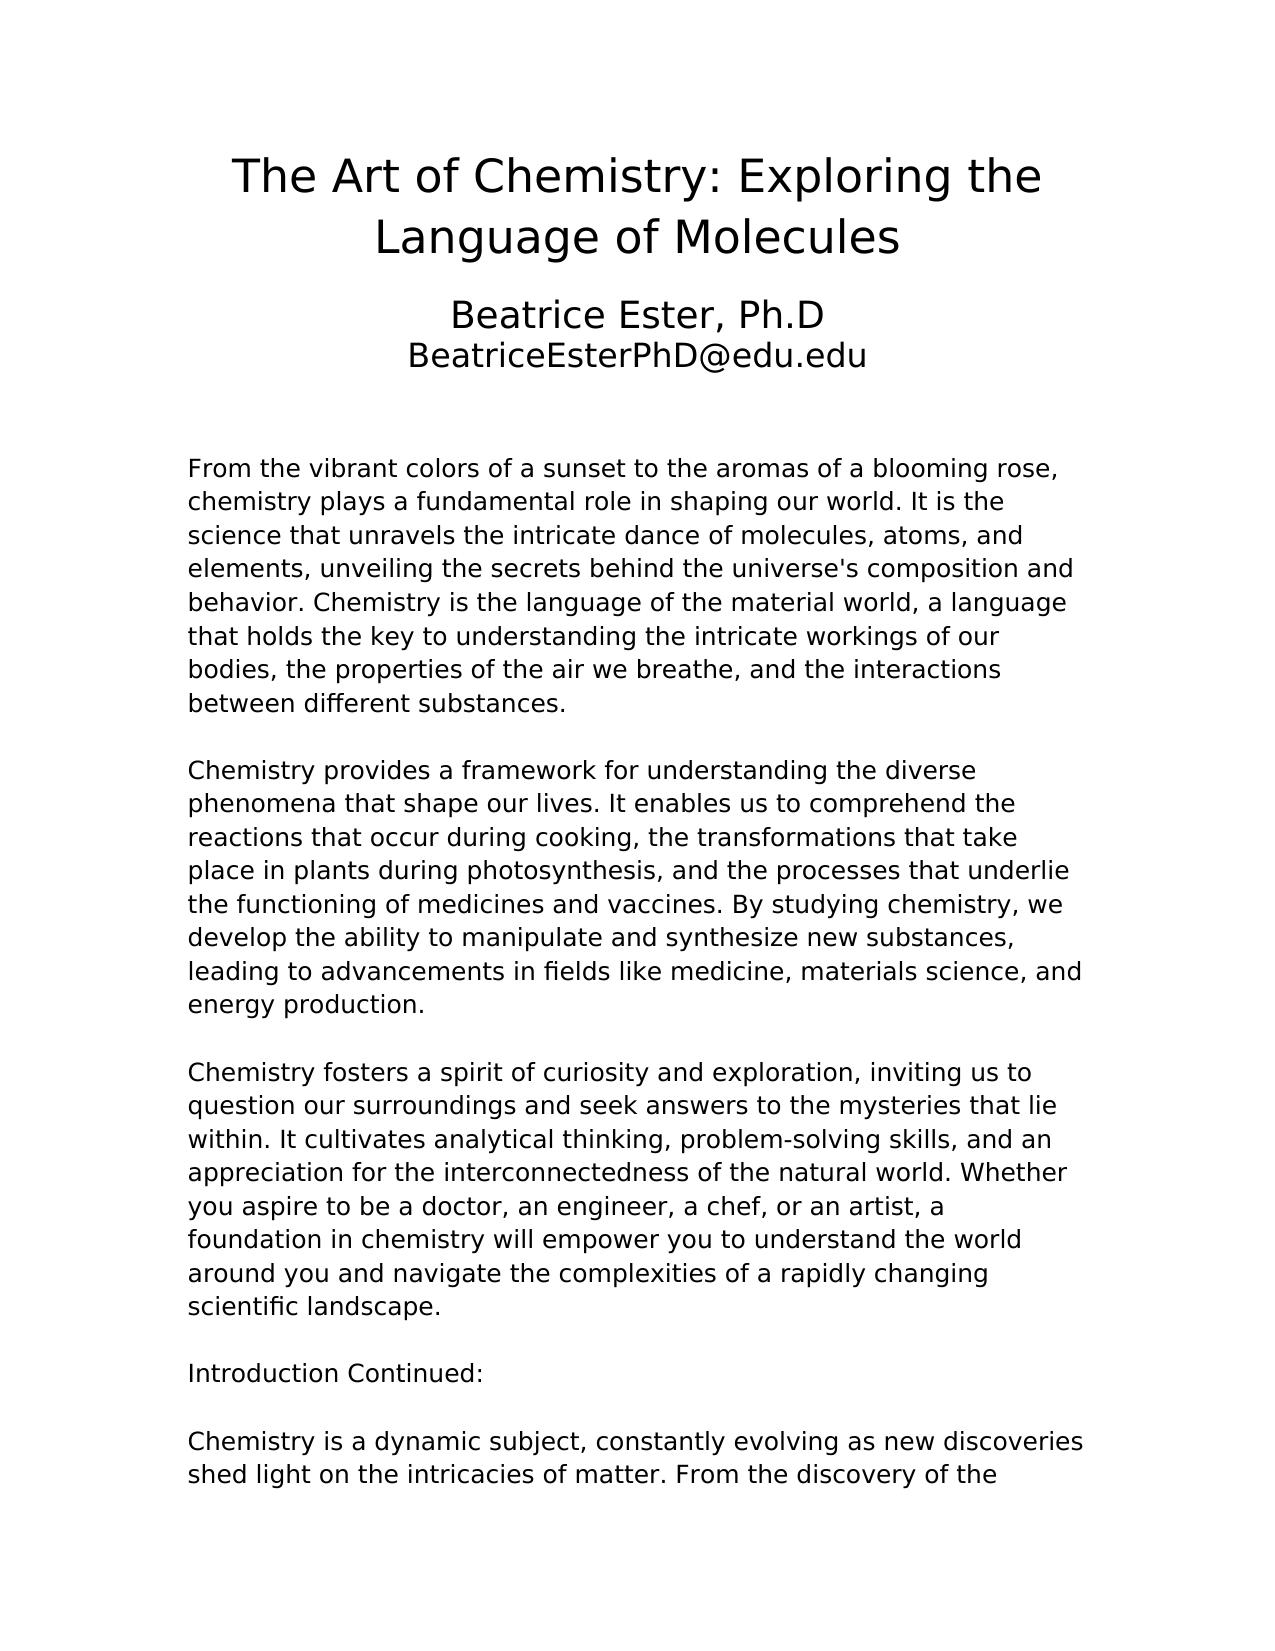 The Art of Chemistry: Exploring the
Language of Molecules
Beatrice Ester, Ph.D
BeatriceEsterPhD@edu.edu
From the vibrant colors of a sunset to the aromas of a blooming rose,
chemistry plays a fundamental role in shaping our world. It is the
science that unravels the intricate dance of molecules, atoms, and
elements, unveiling the secrets behind the universe's composition and
behavior. Chemistry is the language of the material world, a language
that holds the key to understanding the intricate workings of our
bodies, the properties of the air we breathe, and the interactions
between different substances.
Chemistry provides a framework for understanding the diverse
phenomena that shape our lives. It enables us to comprehend the
reactions that occur during cooking, the transformations that take
place in plants during photosynthesis, and the processes that underlie
the functioning of medicines and vaccines. By studying chemistry, we
develop the ability to manipulate and synthesize new substances,
leading to advancements in fields like medicine, materials science, and
energy production.
Chemistry fosters a spirit of curiosity and exploration, inviting us to
question our surroundings and seek answers to the mysteries that lie
within. It cultivates analytical thinking, problem-solving skills, and an
appreciation for the interconnectedness of the natural world. Whether
you aspire to be a doctor, an engineer, a chef, or an artist, a
foundation in chemistry will empower you to understand the world
around you and navigate the complexities of a rapidly changing
scientific landscape.
Introduction Continued:
Chemistry is a dynamic subject, constantly evolving as new discoveries
shed light on the intricacies of matter. From the discovery of the